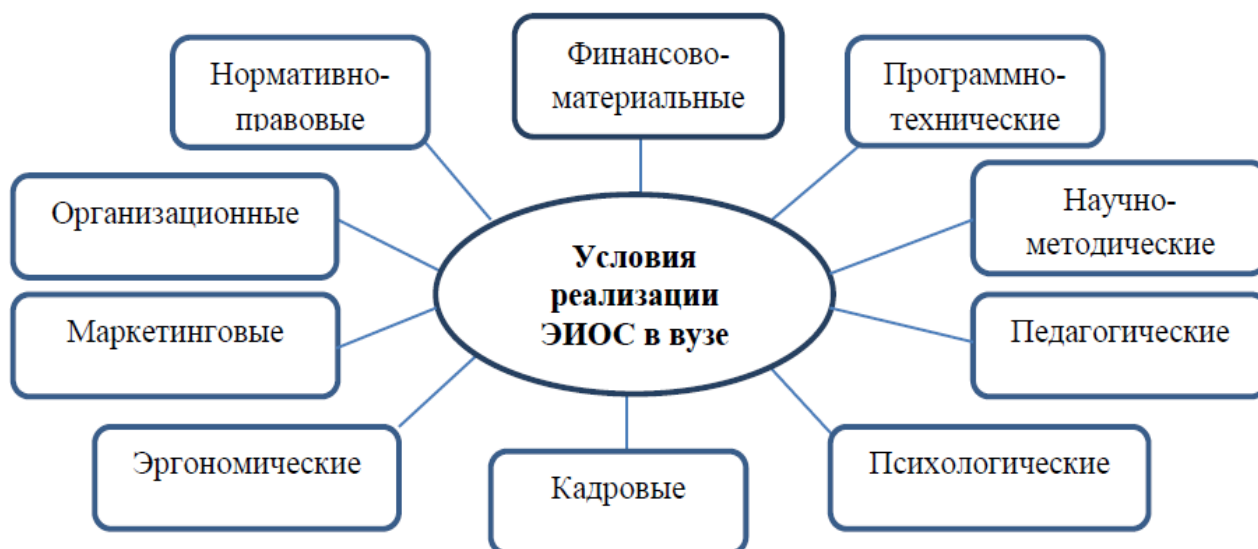 Нормативно-
правовые
Финансово-
материальные
Программно-
технические
Организационные
Научно-
методические
Условия
реализации
ЭИОС в вузе
Маркетинговые
Педагогические
Эргономические
Кадровые
Психологические